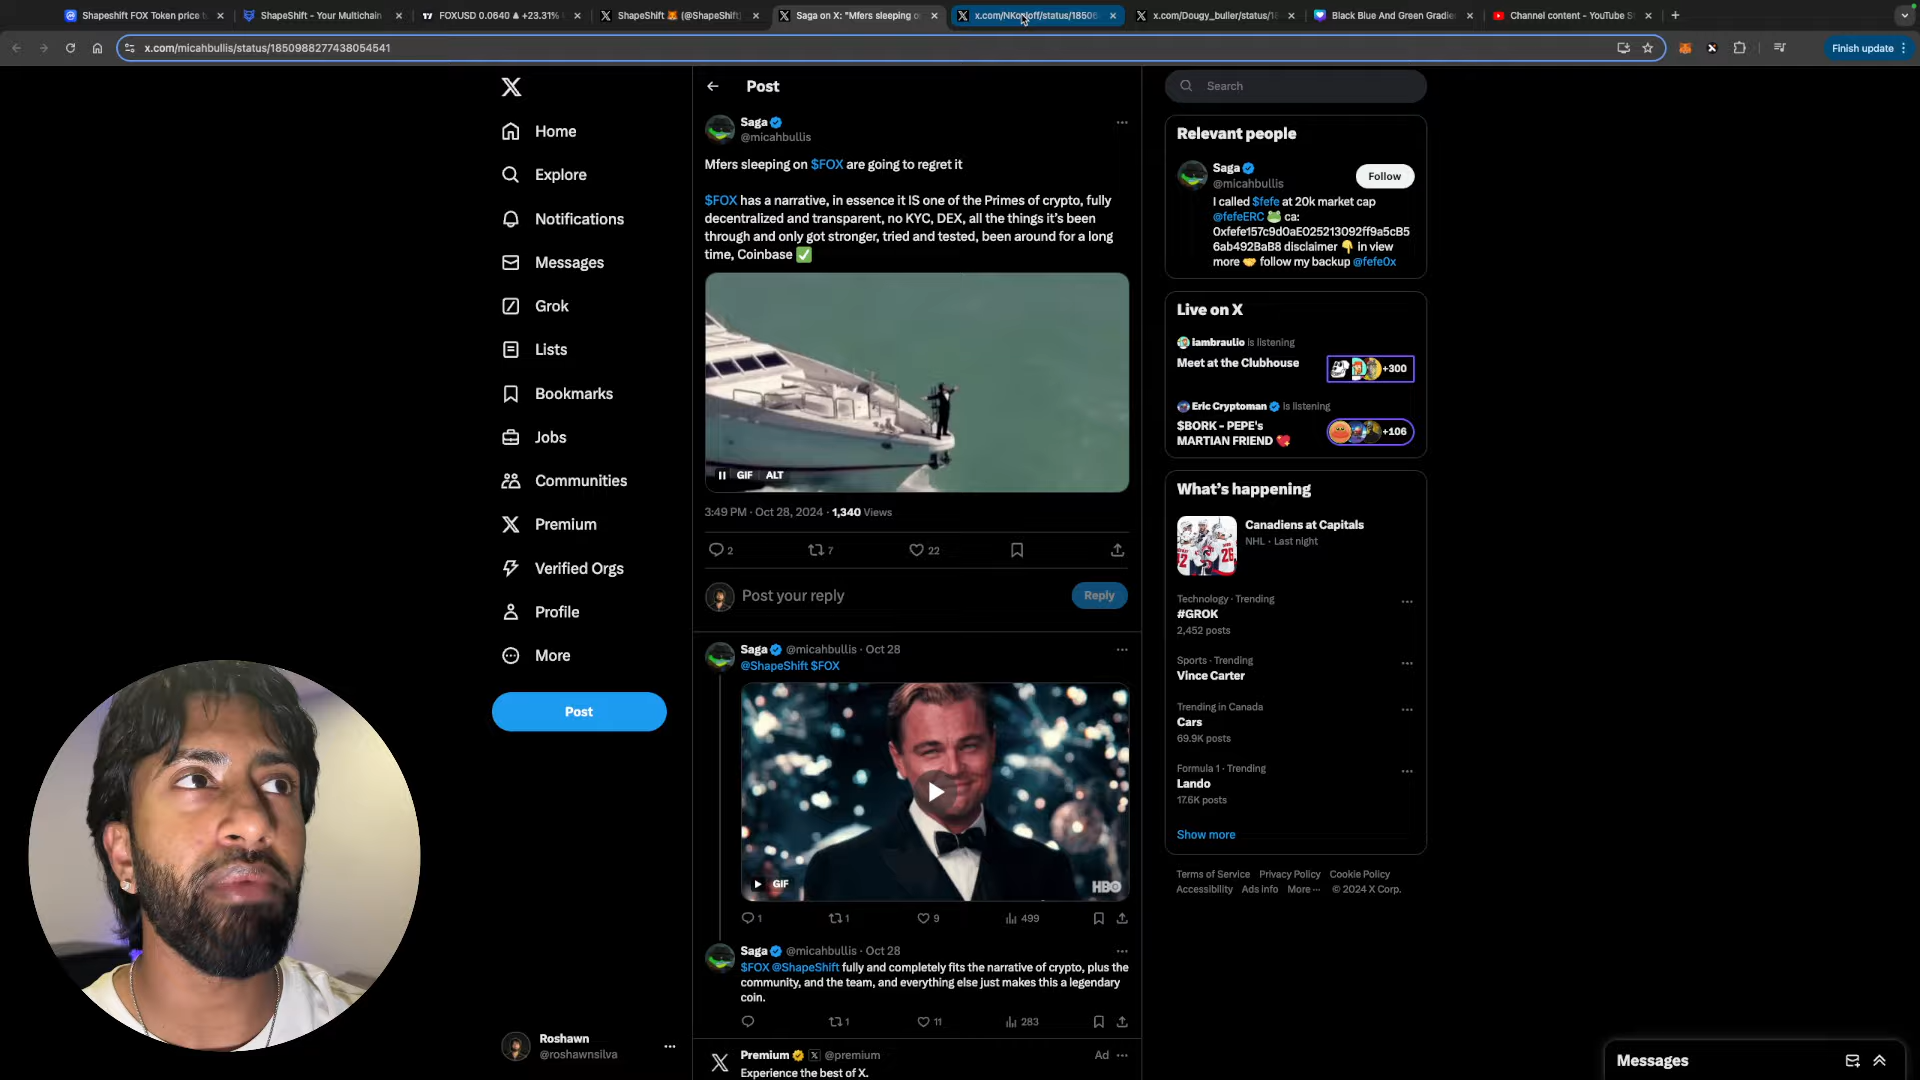 Shapeshift FOX Token price t
ShapeShift - Your Multichain
FOXUSD 0.0640 ▲ +23.31%
ShapeShift 🦊 (@ShapeShift)
Saga on X: "Mfers sleeping o
x.com/NKorloff/status/18506
x.com/Dougy_buller/status/18
Black Blue And Green Gradie
Channel content - YouTube S
x.com/micahbullis/status/1850988277438054541
Finish update
Home
Explore
Notifications
Messages
Grok
Lists
Bookmarks
Jobs
Communities
Premium
Verified Orgs
Profile
More
Post
Roshawn
@roshawnsilva
Post
Saga
@micahbullis
Mfers sleeping on $FOX are going to regret it
$FOX has a narrative, in essence it IS one of the Primes of crypto, fully
decentralized and transparent, no KYC, DEX, all the things it's been
through and only got stronger, tried and tested, been around for a long
time, Coinbase ✅
GIF ALT
3:49 PM · Oct 28, 2024 · 1,340 Views
2 7 22
Post your reply
Reply
Saga @micahbullis · Oct 28
@ShapeShift $FOX
GIF
HBO
1 1 9 499
Saga @micahbullis · Oct 28
$FOX @ShapeShift fully and completely fits the narrative of crypto, plus the
community, and the team, and everything else just makes this a legendary
coin.
1 11 283
Premium @premium Ad
Experience the best of X.
Search
Relevant people
Saga
@micahbullis
Follow
I called $fefe at 20k market cap
@fefeERC 🐸 ca:
0xfefe157c9d0aE025213092ff9a5cB5
6ab492BaB8 disclaimer 👇 in view
more 🤝 follow my backup @fefe0x
Live on X
iambraulio is listening
Meet at the Clubhouse
+300
Eric Cryptoman is listening
$BORK - PEPE's
MARTIAN FRIEND 💖
+106
What's happening
Canadiens at Capitals
NHL · Last night
Technology · Trending
#GROK
2,452 posts
Sports · Trending
Vince Carter
Trending in Canada
Cars
69.9K posts
Formula 1 · Trending
Lando
17.6K posts
Show more
Terms of Service Privacy Policy Cookie Policy
Accessibility Ads info More ··· © 2024 X Corp.
Messages